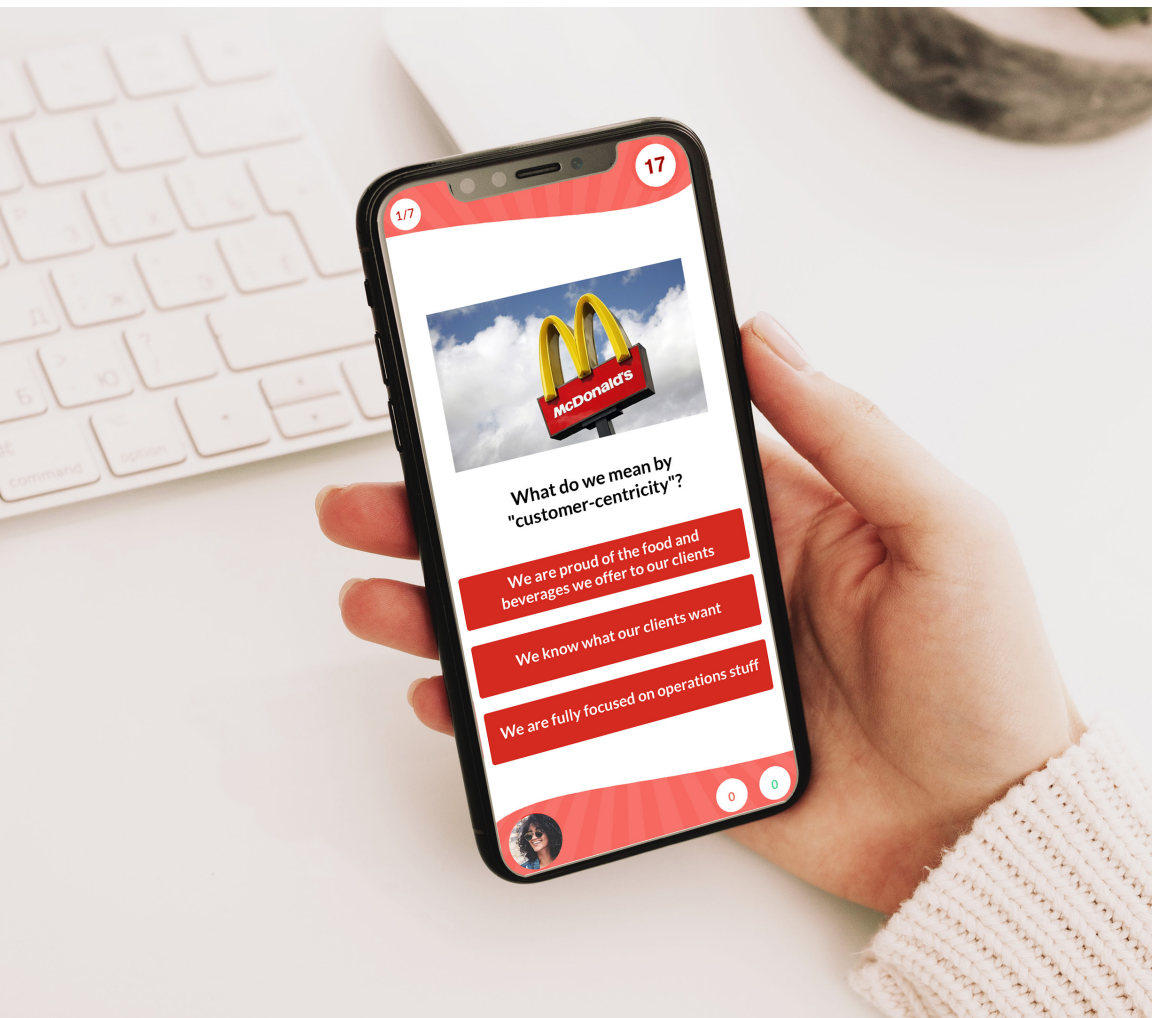 17
1/7
McDonald's
What do we mean by
"customer-centricity"?
We are proud of the food and
beverages we offer to our clients
We know what our clients want
We are fully focused on operations stuff
0
0
Д
Б
Ю
command
option